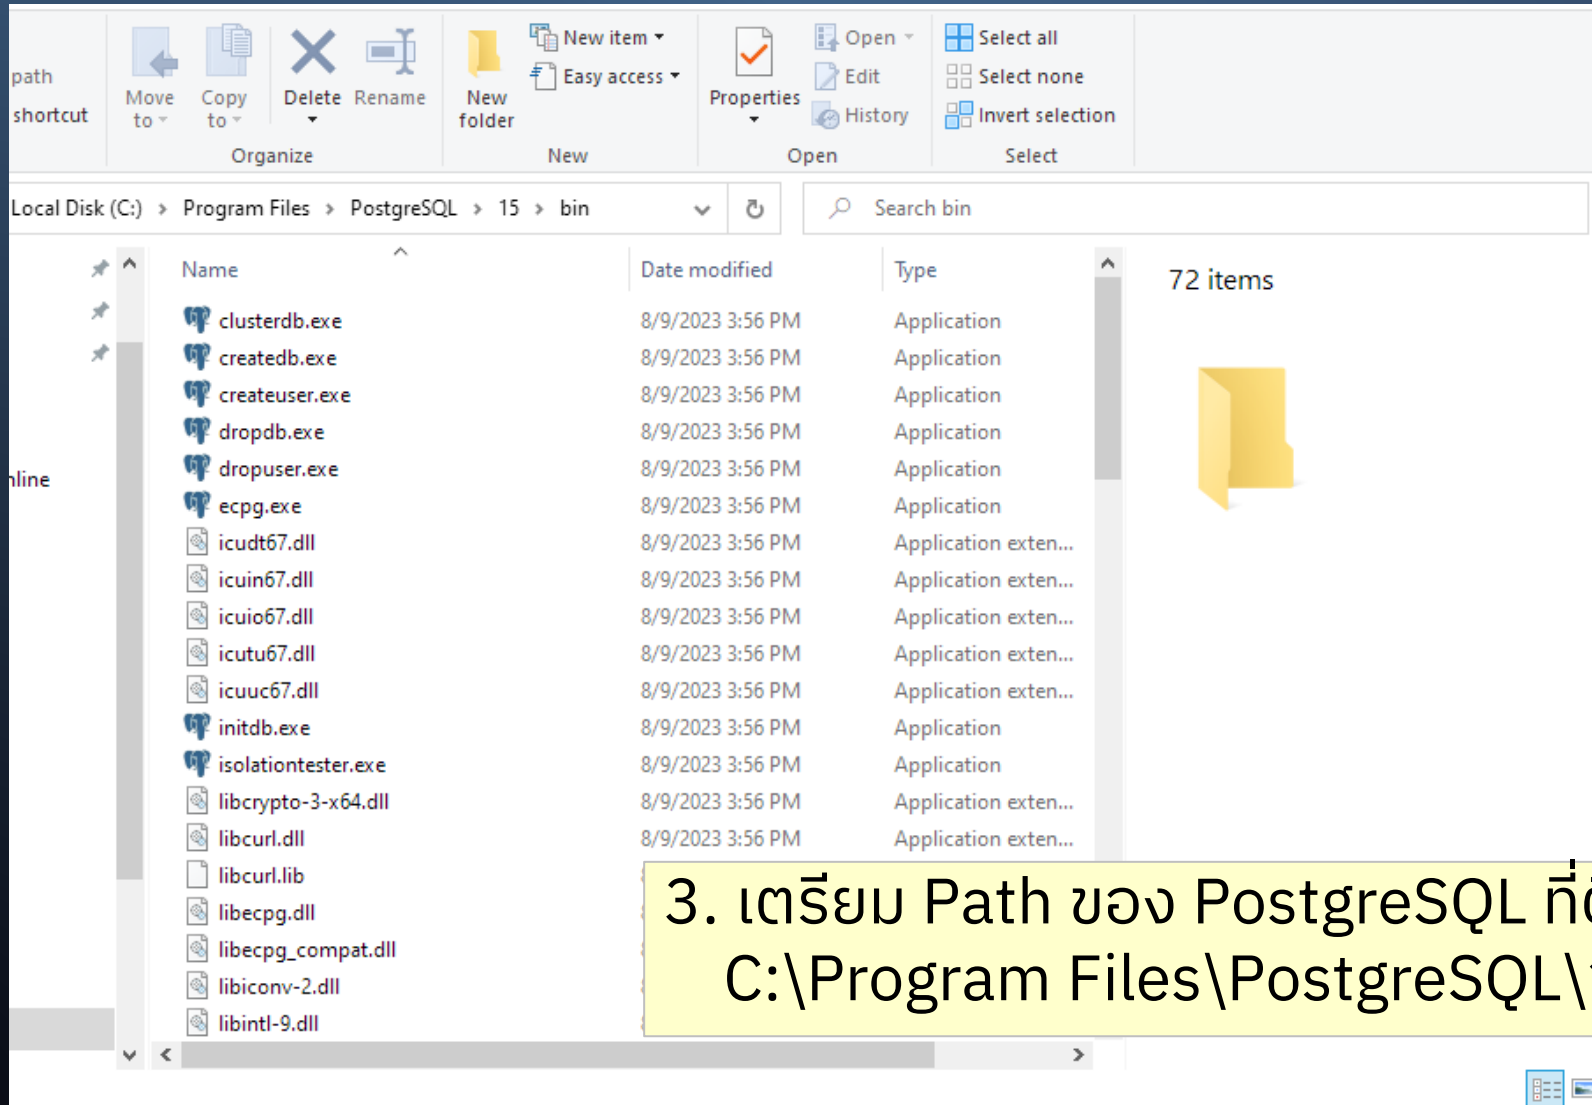 path
shortcut
Move to
Copy to
Delete
Rename
Organize
New folder
New item
Easy access
New
Properties
Open
Edit
History
Open
Select all
Select none
Invert selection
Select
Local Disk (C:) > Program Files > PostgreSQL > 15 > bin
Search bin
Name Date modified Type
72 items
clusterdb.exe 8/9/2023 3:56 PM Application
createdb.exe 8/9/2023 3:56 PM Application
createuser.exe 8/9/2023 3:56 PM Application
dropdb.exe 8/9/2023 3:56 PM Application
dropuser.exe 8/9/2023 3:56 PM Application
ecpg.exe 8/9/2023 3:56 PM Application
icudt67.dll 8/9/2023 3:56 PM Application exten...
icuin67.dll 8/9/2023 3:56 PM Application exten...
icuio67.dll 8/9/2023 3:56 PM Application exten...
icutu67.dll 8/9/2023 3:56 PM Application exten...
icuuc67.dll 8/9/2023 3:56 PM Application exten...
initdb.exe 8/9/2023 3:56 PM Application
isolationtester.exe 8/9/2023 3:56 PM Application
libcrypto-3-x64.dll 8/9/2023 3:56 PM Application exten...
libcurl.dll 8/9/2023 3:56 PM Application exten...
libcurl.lib
libecpg.dll
libecpg_compat.dll
libiconv-2.dll
libintl-9.dll
3. เตรียม Path ของ PostgreSQL ที่
C:\Program Files\PostgreSQL\